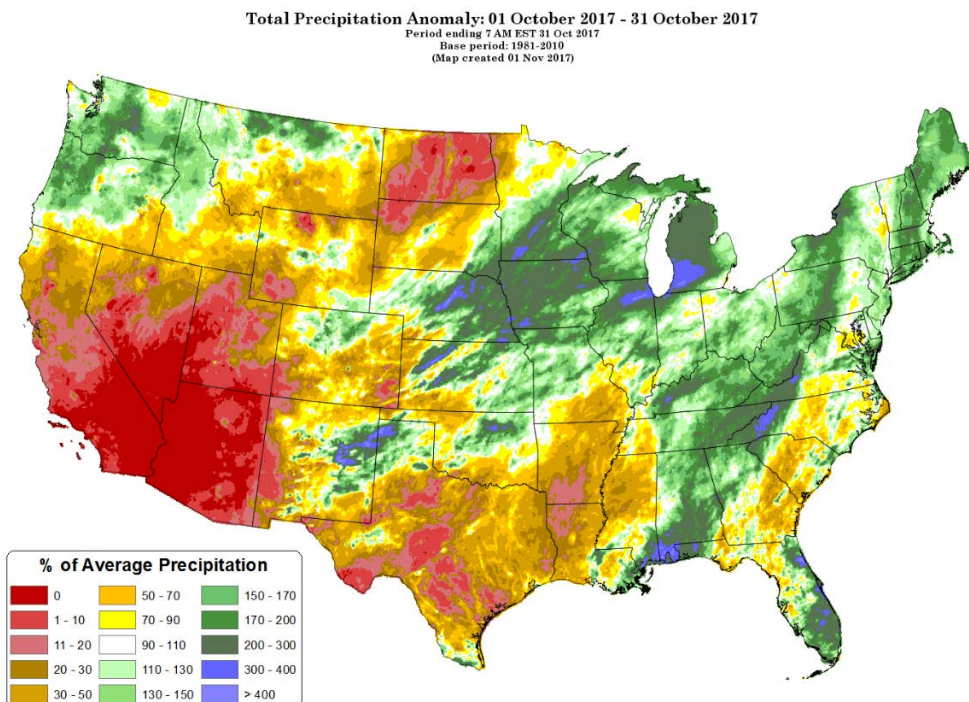 Total Precipitation Anomaly: 01 October 2017 - 31 October 2017
Period ending 7 AM EST 31 Oct 2017
Base period: 1981-2010
(Map created 01 Nov 2017)
% of Average Precipitation
0
1 - 10
11 - 20
20 - 30
30 - 50
50 - 70
70 - 90
90 - 110
110 - 130
130 - 150
150 - 170
170 - 200
200 - 300
300 - 400
> 400